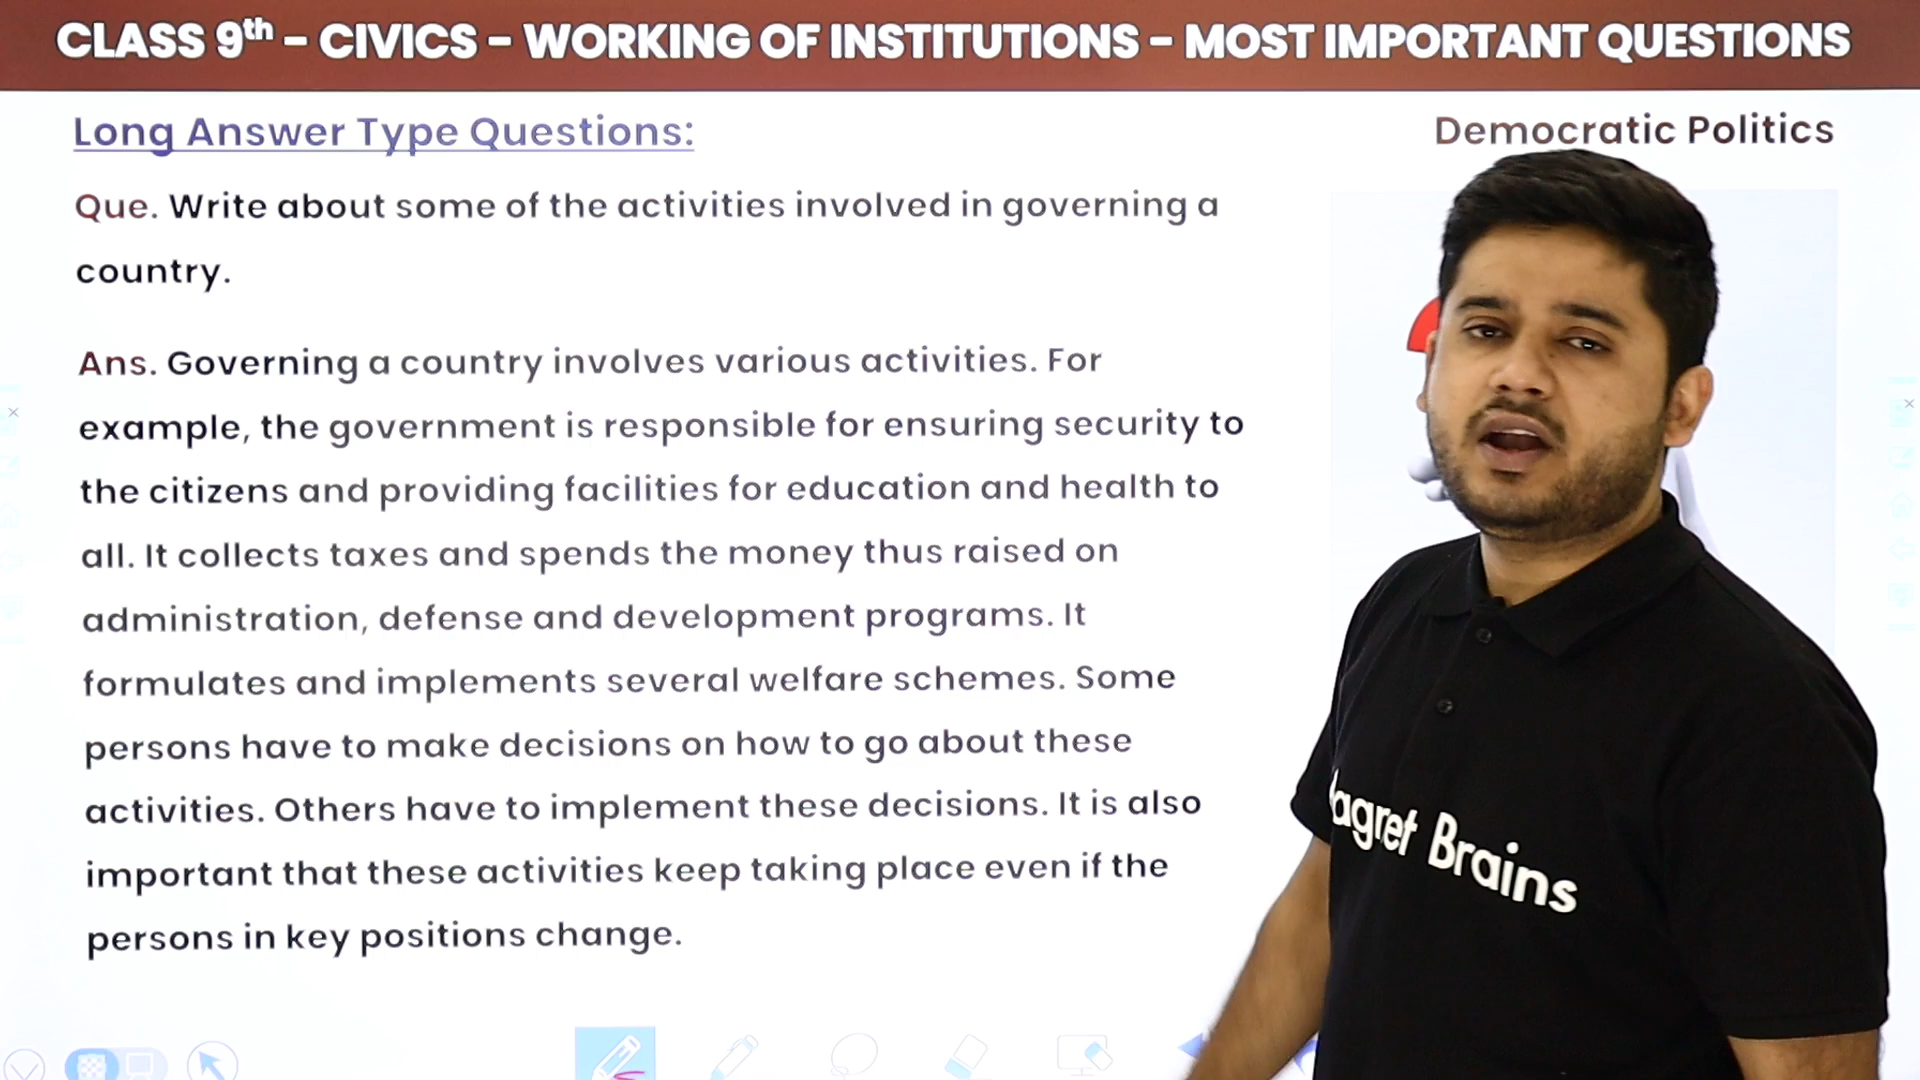 CLASS 9th – CIVICS – WORKING OF INSTITUTIONS – MOST IMPORTANT QUESTIONS
Long Answer Type Questions:
Democratic Politics
Que. Write about some of the activities involved in governing a
country.
Ans. Governing a country involves various activities. For
example, the government is responsible for ensuring security to
the citizens and providing facilities for education and health to
all. It collects taxes and spends the money thus raised on
administration, defense and development programs. It
formulates and implements several welfare schemes. Some
persons have to make decisions on how to go about these
activities. Others have to implement these decisions. It is also
important that these activities keep taking place even if the
persons in key positions change.
agret Brains